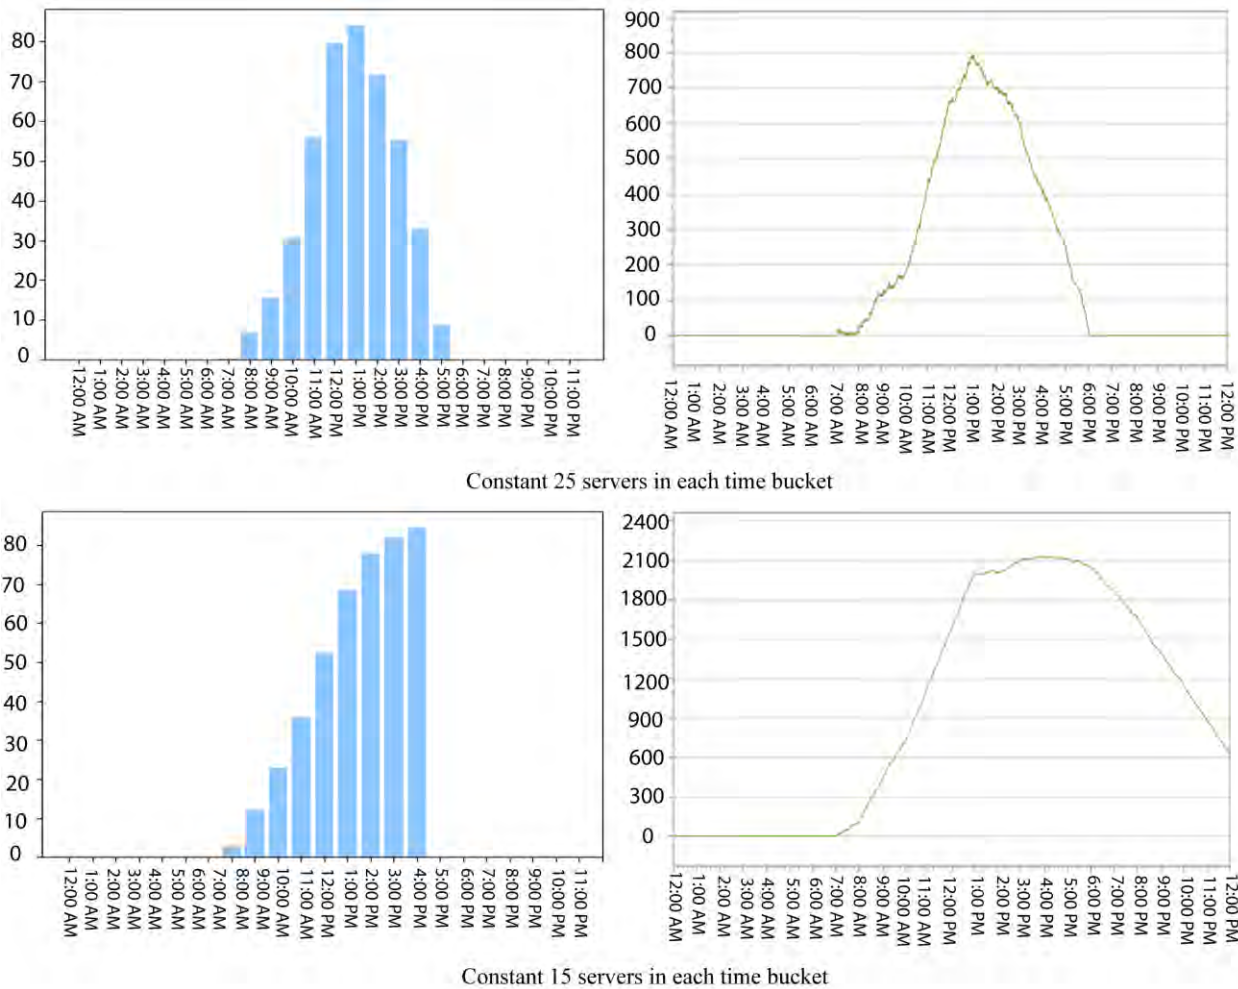 80
70
60
50
40
30
20
10
0
12:00 AM
1:00 AM
2:00 AM
3:00 AM
4:00 AM
5:00 AM
6:00 AM
7:00 AM
8:00 AM
9:00 AM
10:00 AM
11:00 AM
12:00 PM
1:00 PM
2:00 PM
3:00 PM
4:00 PM
5:00 PM
6:00 PM
7:00 PM
8:00 PM
9:00 PM
10:00 PM
11:00 PM
900
800
700
600
500
400
300
200
100
0
12:00 AM
1:00 AM
2:00 AM
3:00 AM
4:00 AM
5:00 AM
6:00 AM
7:00 AM
8:00 AM
9:00 AM
10:00 AM
11:00 AM
12:00 PM
1:00 PM
2:00 PM
3:00 PM
4:00 PM
5:00 PM
6:00 PM
7:00 PM
8:00 PM
9:00 PM
10:00 PM
11:00 PM
12:00 PM
Constant 25 servers in each time bucket
80
70
60
50
40
30
20
10
0
12:00 AM
1:00 AM
2:00 AM
3:00 AM
4:00 AM
5:00 AM
6:00 AM
7:00 AM
8:00 AM
9:00 AM
10:00 AM
11:00 AM
12:00 PM
1:00 PM
2:00 PM
3:00 PM
4:00 PM
5:00 PM
6:00 PM
7:00 PM
8:00 PM
9:00 PM
10:00 PM
11:00 PM
2400
2100
1800
1500
1200
900
600
300
0
12:00 AM
1:00 AM
2:00 AM
3:00 AM
4:00 AM
5:00 AM
6:00 AM
7:00 AM
8:00 AM
9:00 AM
10:00 AM
11:00 AM
12:00 PM
1:00 PM
2:00 PM
3:00 PM
4:00 PM
5:00 PM
6:00 PM
7:00 PM
8:00 PM
9:00 PM
10:00 PM
11:00 PM
12:00 PM
Constant 15 servers in each time bucket